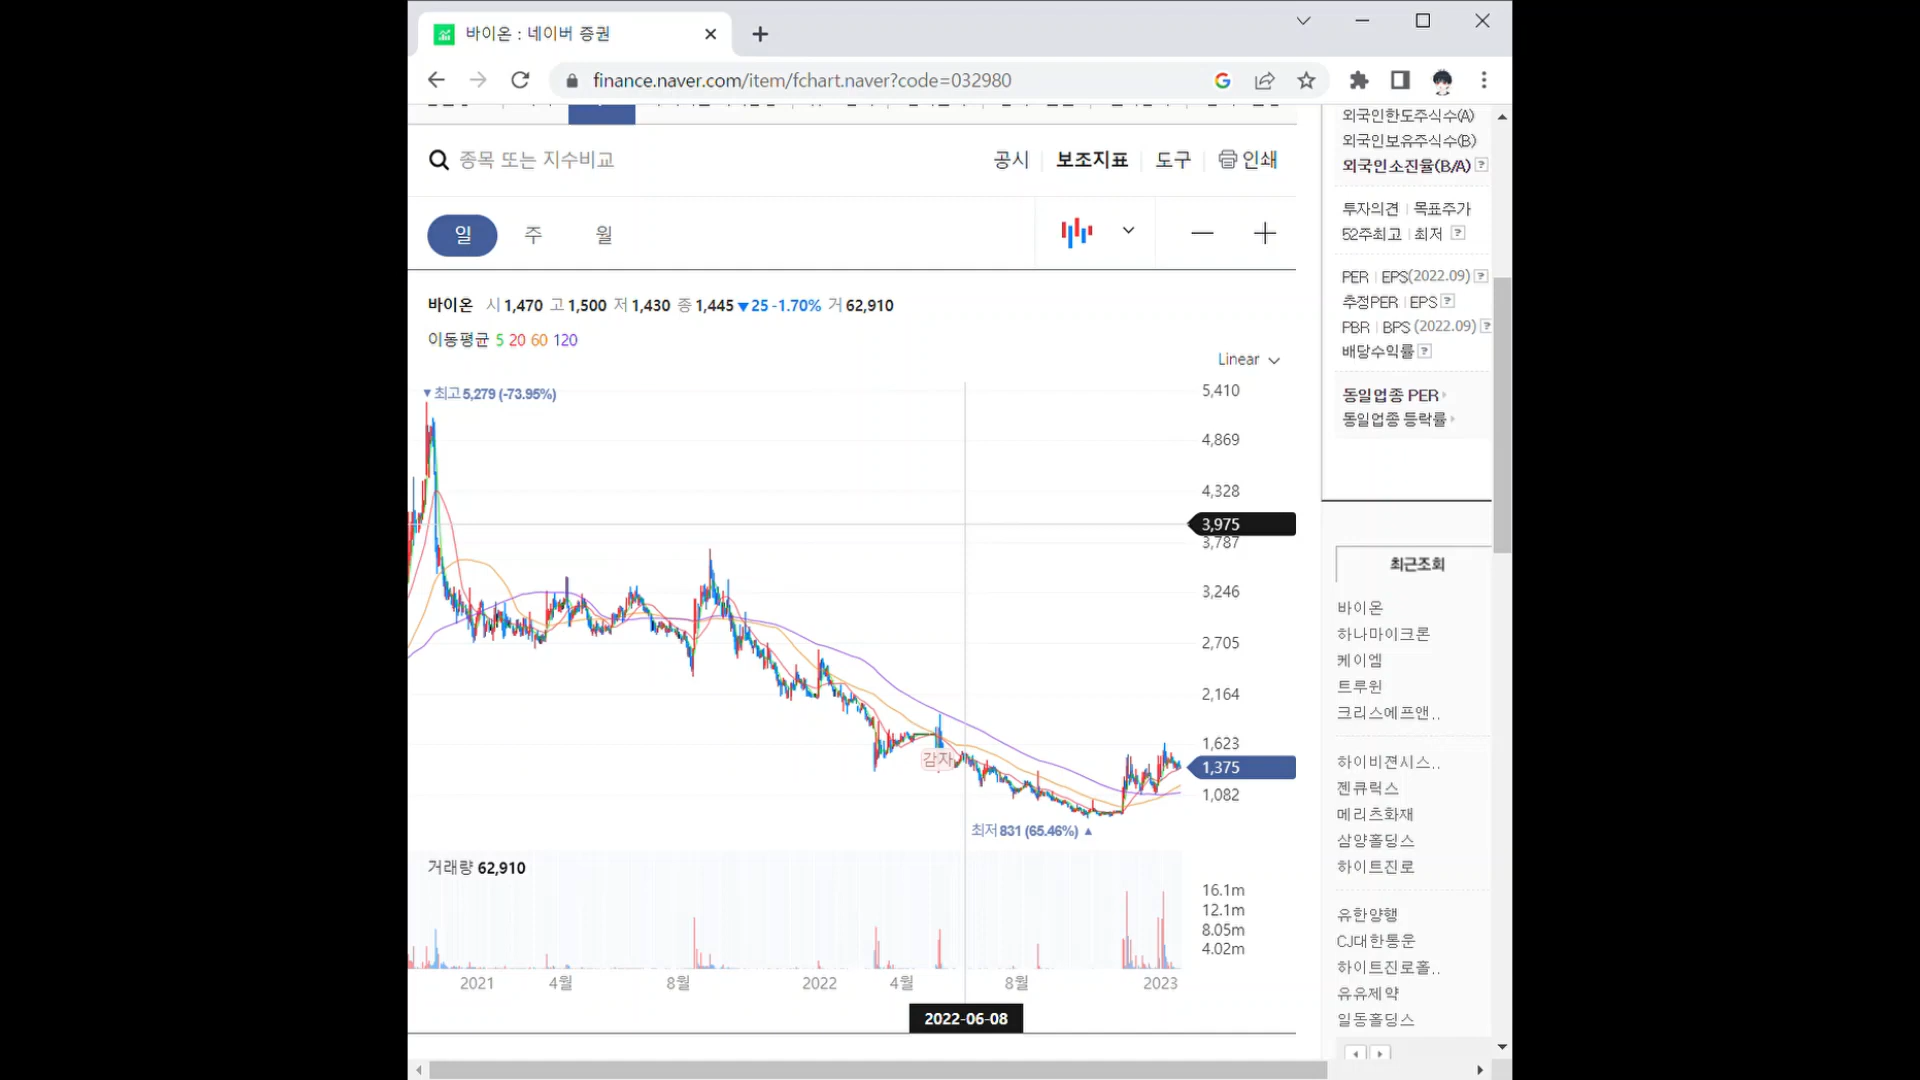 바이온 : 네이버 증권
finance.naver.com/item/fchart.naver?code=032980
종목 또는 지수비교
공시 보조지표 도구 인쇄
일 주 월
바이온 시 1,470 고 1,500 저 1,430 종 1,445 ▼25 -1.70% 거 62,910
이동평균 5 20 60 120
Linear
▼최고 5,279 (-73.95%)
5,410
4,869
4,328
3,975
3,787
3,246
2,705
2,164
1,623
1,375
1,082
감자
최저 831 (65.46%) ▲
거래량 62,910
16.1m
12.1m
8.05m
4.02m
2021 4월 8월 2022 4월 8월 2023
2022-06-08
외국인한도주식수(A)
외국인보유주식수(B)
외국인소진율(B/A) ?
투자의견 | 목표주가
52주최고 | 최저 ?
PER | EPS(2022.09) ?
추정PER | EPS ?
PBR | BPS (2022.09) ?
배당수익률 ?
동일업종 PER
동일업종 등락률
최근조회
바이온
하나마이크론
케이엠
트루윈
크리스에프앤..
하이비젼시스..
젠큐릭스
메리츠화재
삼양홀딩스
하이트진로
유한양행
CJ대한통운
하이트진로홀..
유유제약
일동홀딩스